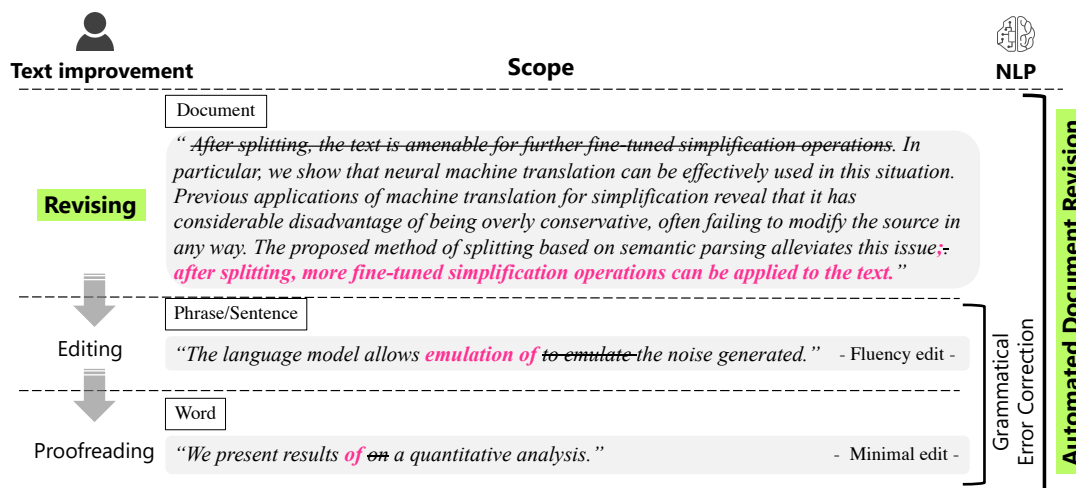 Text improvement
Scope
NLP
Document
“ After splitting, the text is amenable for further fine-tuned simplification operations. In
particular, we show that neural machine translation can be effectively used in this situation.
Previous applications of machine translation for simplification reveal that it has
considerable disadvantage of being overly conservative, often failing to modify the source in
any way. The proposed method of splitting based on semantic parsing alleviates this issue;.
after splitting, more fine-tuned simplification operations can be applied to the text.”
Revising
Phrase/Sentence
Editing
“The language model allows emulation of to emulate the noise generated.” - Fluency edit -
Word
Proofreading
“We present results of on a quantitative analysis.” - Minimal edit -
Grammatical
Error Correction
Automated Document Revision